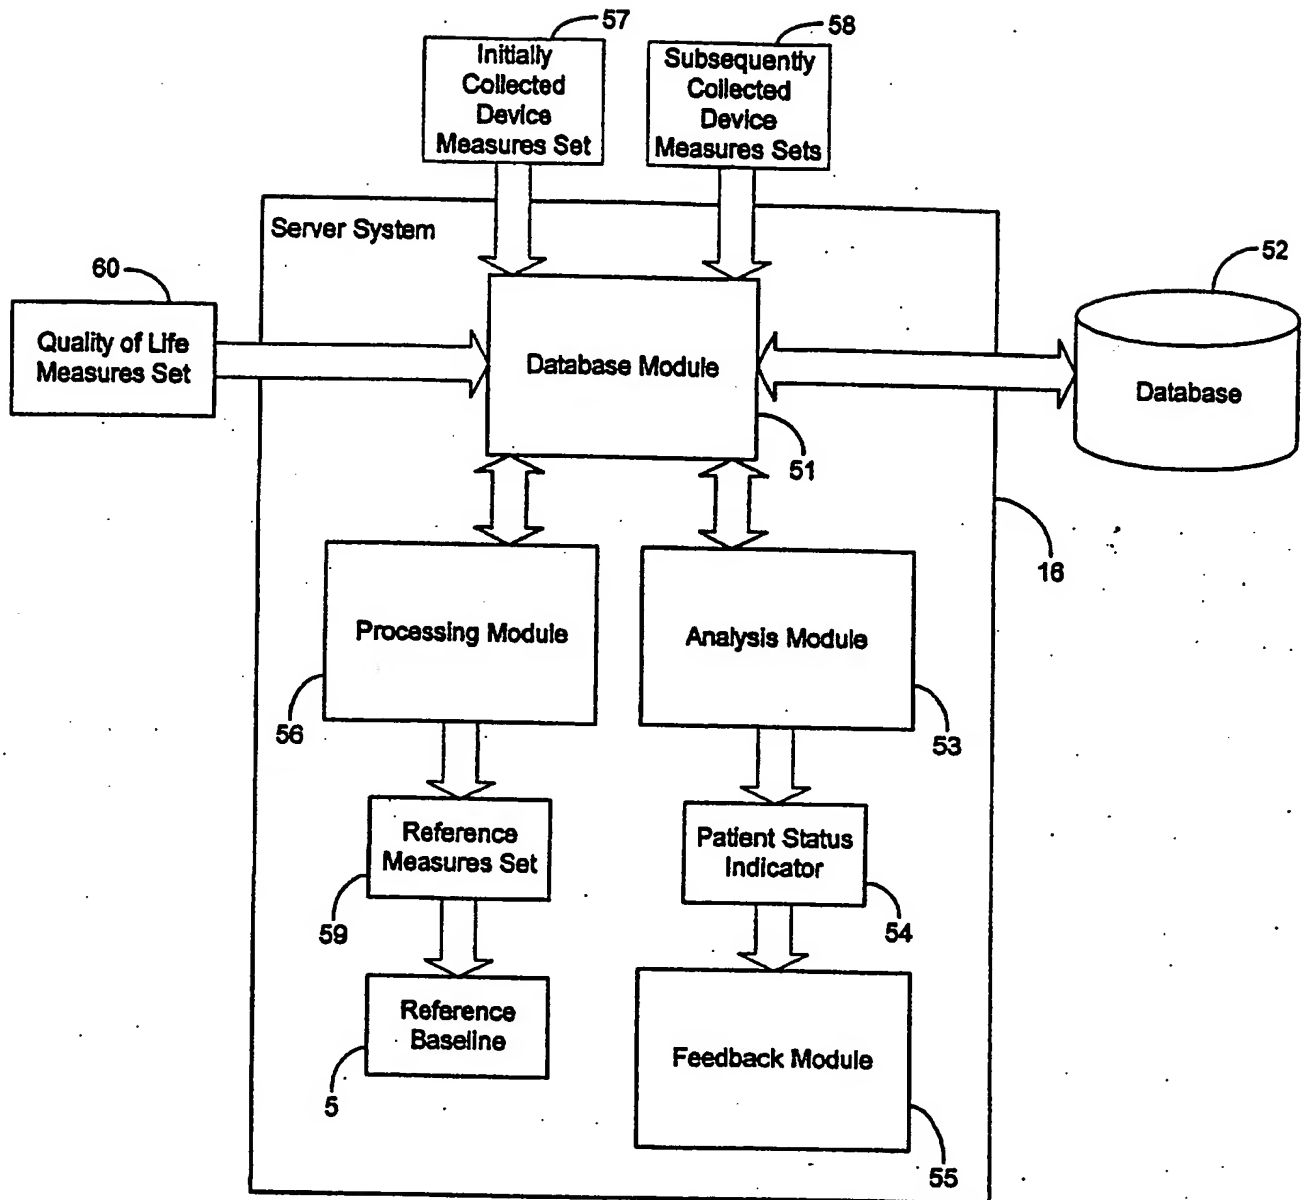 57
58
Initially
Collected
Device
Measures Set
Subsequently
Collected
Device
Measures Sets
Server System
60
52
Quality of Life
Measures Set
Database Module
Database
51
16
Processing Module
Analysis Module
56
53
Reference
Measures Set
Patient Status
Indicator
59
54
Reference
Baseline
Feedback Module
5
55